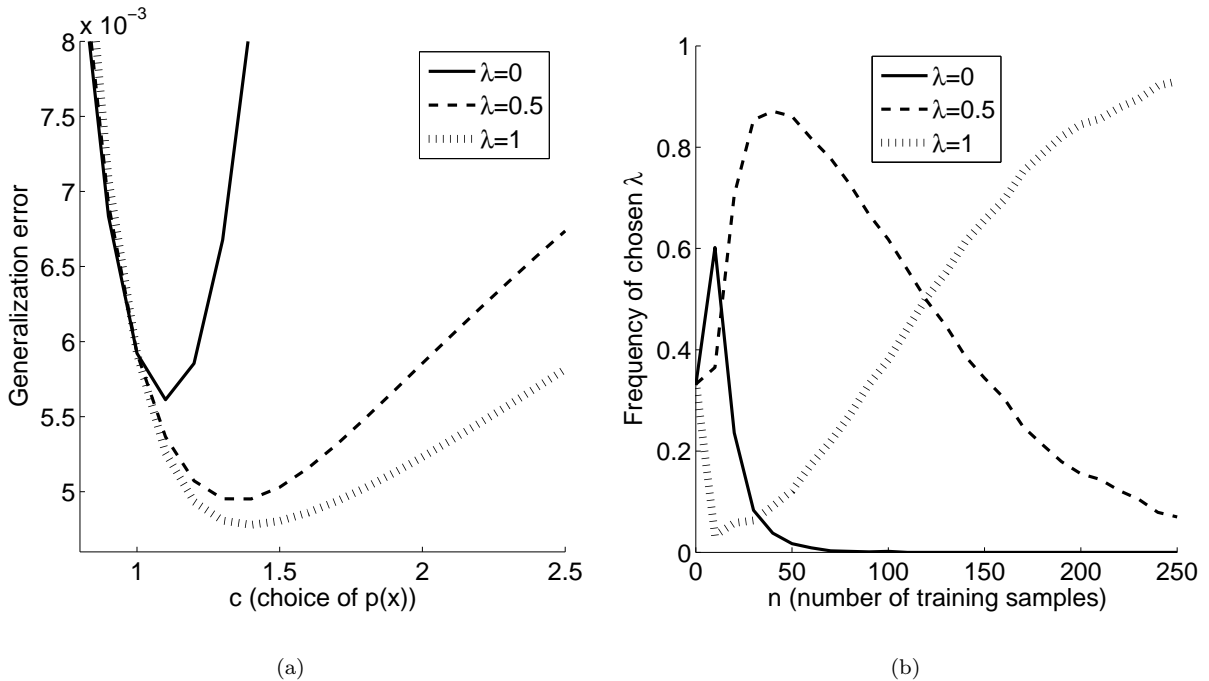 x 10⁻³
8
7.5
7
6.5
6
5.5
5
1
1.5
2
2.5
Generalization error
c (choice of p(x))
λ=0
λ=0.5
λ=1
(a)
1
0.8
0.6
0.4
0.2
0
0
50
100
150
200
250
Frequency of chosen λ
n (number of training samples)
λ=0
λ=0.5
λ=1
(b)